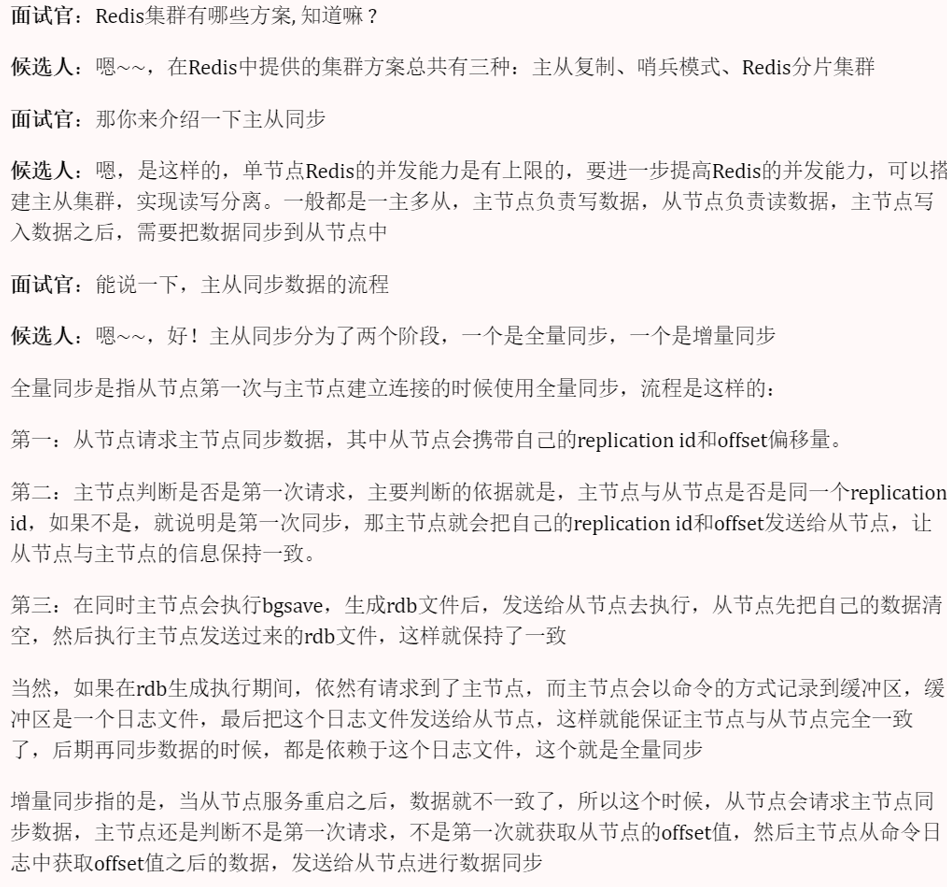 面试官：Redis集群有哪些方案, 知道嘛？
候选人：嗯~~，在Redis中提供的集群方案总共有三种：主从复制、哨兵模式、Redis分片集群
面试官：那你来介绍一下主从同步
候选人：嗯，是这样的，单节点Redis的并发能力是有上限的，要进一步提高Redis的并发能力，可以搭
建主从集群，实现读写分离。一般都是一主多从，主节点负责写数据，从节点负责读数据，主节点写
入数据之后，需要把数据同步到从节点中
面试官：能说一下，主从同步数据的流程
候选人：嗯~~，好！主从同步分为了两个阶段，一个是全量同步，一个是增量同步
全量同步是指从节点第一次与主节点建立连接的时候使用全量同步，流程是这样的：
第一：从节点请求主节点同步数据，其中从节点会携带自己的replication id和offset偏移量。
第二：主节点判断是否是第一次请求，主要判断的依据就是，主节点与从节点是否是同一个replication
id，如果不是，就说明是第一次同步，那主节点就会把自己的replication id和offset发送给从节点，让
从节点与主节点的信息保持一致。
第三：在同时主节点会执行bgsave，生成rdb文件后，发送给从节点去执行，从节点先把自己的数据清
空，然后执行主节点发送过来的rdb文件，这样就保持了一致
当然，如果在rdb生成执行期间，依然有请求到了主节点，而主节点会以命令的方式记录到缓冲区，缓
冲区是一个日志文件，最后把这个日志文件发送给从节点，这样就能保证主节点与从节点完全一致
了，后期再同步数据的时候，都是依赖于这个日志文件，这个就是全量同步
增量同步指的是，当从节点服务重启之后，数据就不一致了，所以这个时候，从节点会请求主节点同
步数据，主节点还是判断不是第一次请求，不是第一次就获取从节点的offset值，然后主节点从命令日
志中获取offset值之后的数据，发送给从节点进行数据同步